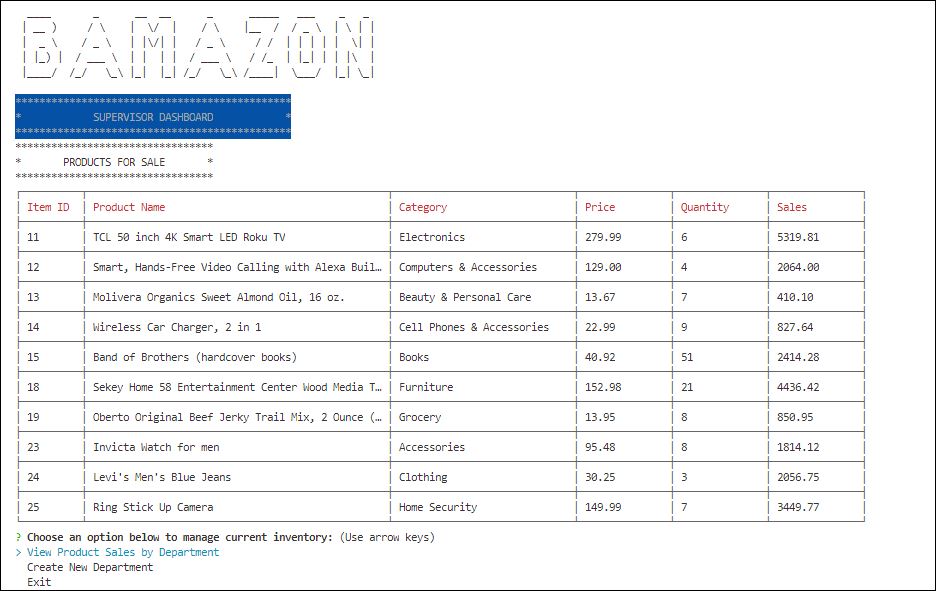 BAMAZON
**********************************************
* SUPERVISOR DASHBOARD *
**********************************************
*********************************
* PRODUCTS FOR SALE *
*********************************
Item ID Product Name Category Price Quantity Sales
11 TCL 50 inch 4K Smart LED Roku TV Electronics 279.99 6 5319.81
12 Smart, Hands-Free Video Calling with Alexa Buil… Computers & Accessories 129.00 4 2064.00
13 Molivera Organics Sweet Almond Oil, 16 oz. Beauty & Personal Care 13.67 7 410.10
14 Wireless Car Charger, 2 in 1 Cell Phones & Accessories 22.99 9 827.64
15 Band of Brothers (hardcover books) Books 40.92 51 2414.28
18 Sekey Home 58 Entertainment Center Wood Media T… Furniture 152.98 21 4436.42
19 Oberto Original Beef Jerky Trail Mix, 2 Ounce (… Grocery 13.95 8 850.95
23 Invicta Watch for men Accessories 95.48 8 1814.12
24 Levi's Men's Blue Jeans Clothing 30.25 3 2056.75
25 Ring Stick Up Camera Home Security 149.99 7 3449.77
? Choose an option below to manage current inventory: (Use arrow keys)
> View Product Sales by Department
Create New Department
Exit